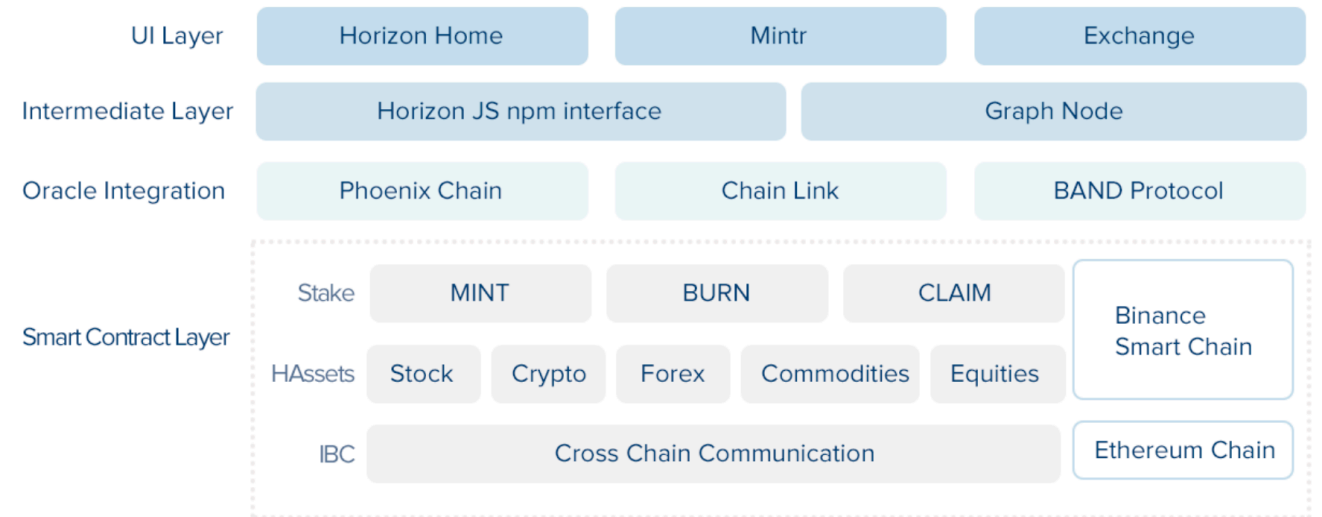 UI Layer Horizon Home Mintr Exchange
Intermediate Layer Horizon JS npm interface Graph Node
Oracle Integration Phoenix Chain Chain Link BAND Protocol
Smart Contract Layer
Stake MINT BURN CLAIM
HAssets Stock Crypto Forex Commodities Equities
IBC Cross Chain Communication
Binance
Smart Chain
Ethereum Chain